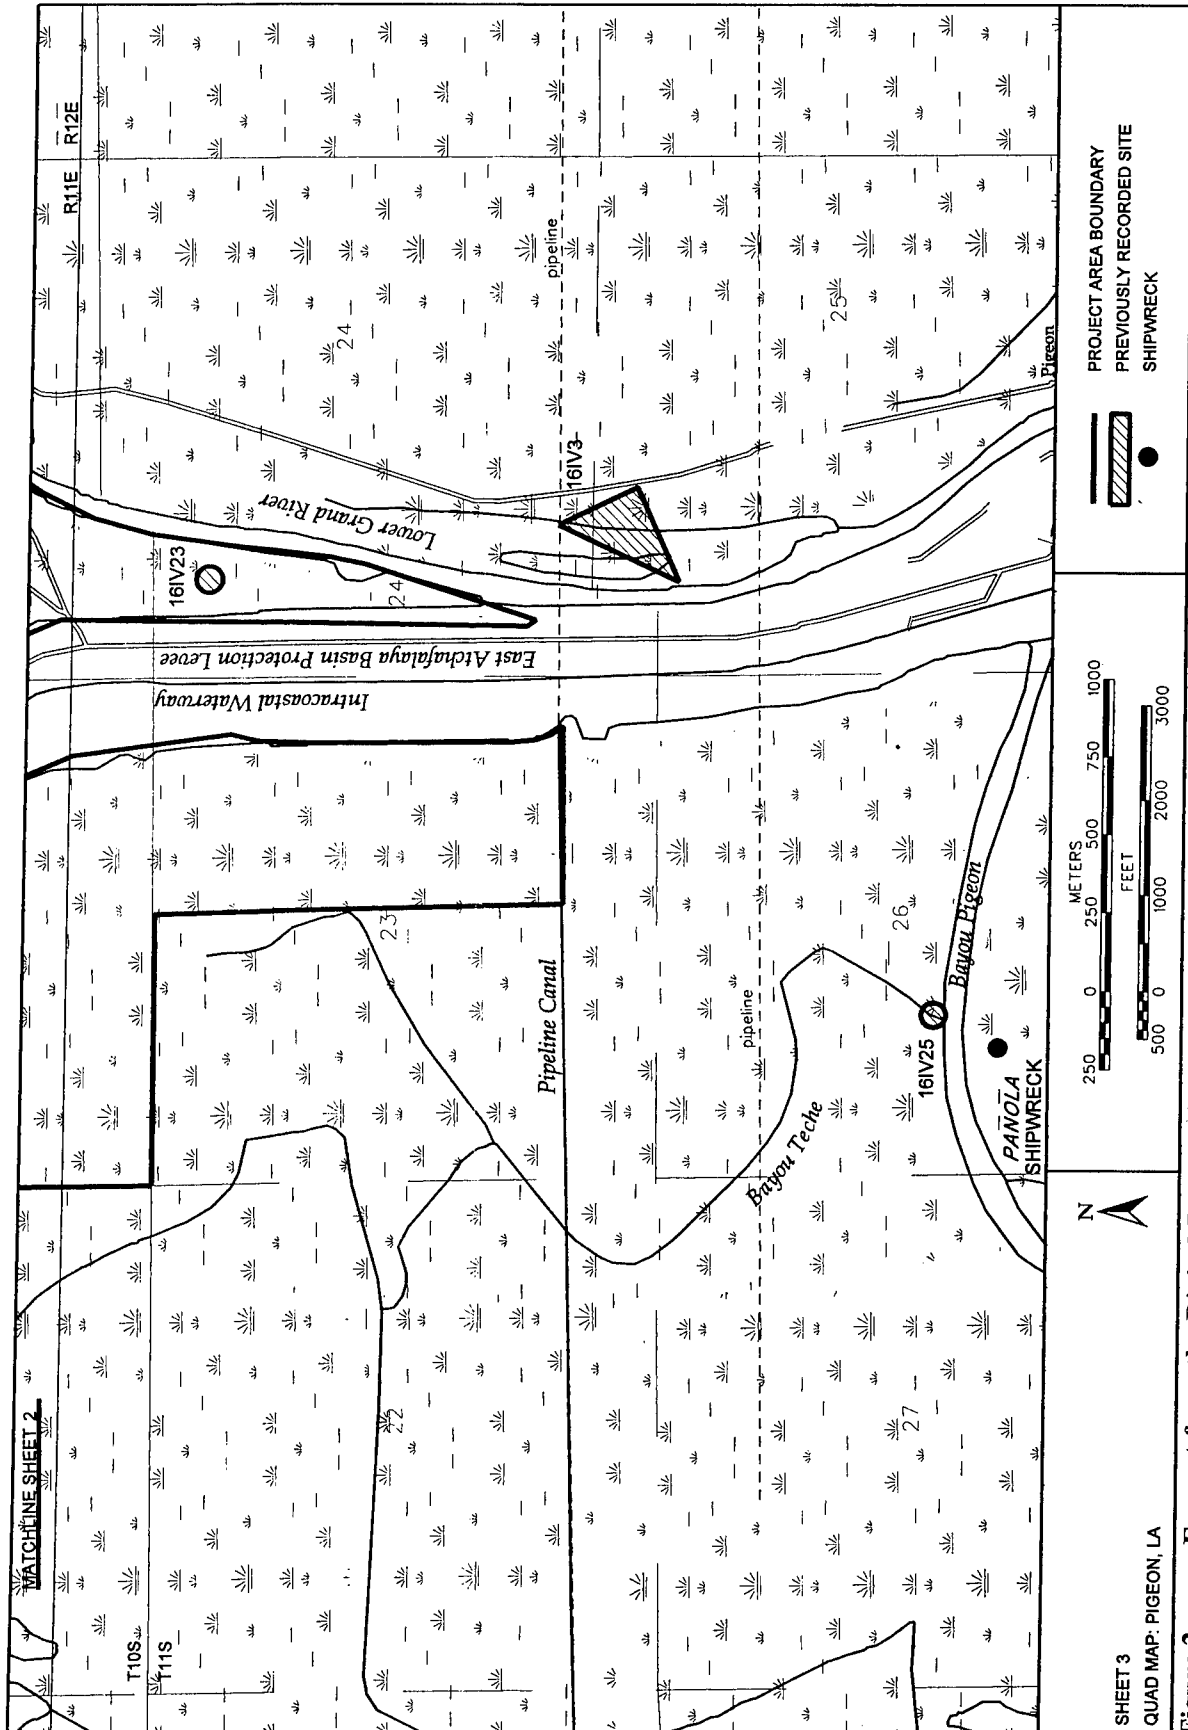 MATCHLINE SHEET 2
R11E
R12E
T10S
T11S
16IV23
Lower Grand River
24
24
pipeline
16IV3
25
Pigeon
East Atchafalaya Basin Protection Levee
Intracoastal Waterway
23
Pipeline Canal
22
pipeline
Bayou Teche
26
16IV25
Bayou Pigeon
PANOLA
SHIPWRECK
27
SHEET 3
QUAD MAP: PIGEON, LA
N
METERS
250 0 250 500 750 1000
FEET
500 0 1000 2000 3000
PROJECT AREA BOUNDARY
PREVIOUSLY RECORDED SITE
SHIPWRECK